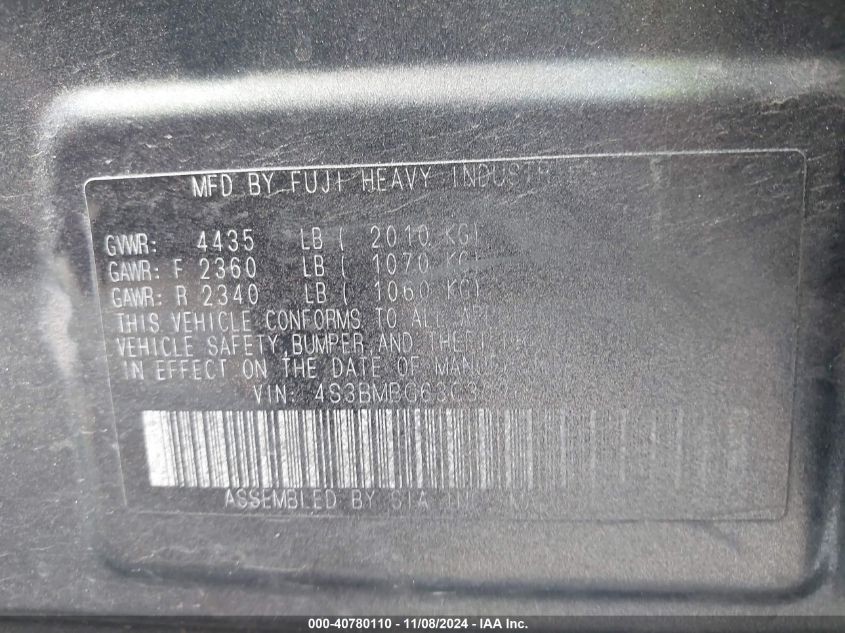 MFD BY FUJI HEAVY
GVWR: 4435 LB ( 2010 KG)
GAWR: F 2360 LB ( 1070 KG)
GAWR: R 2340 LB ( 1060 KG)
THIS VEHICLE CONFORMS TO ALL
VEHICLE SAFETY, BUMPER, AND THEFT
IN EFFECT ON THE DATE OF
VIN:
ASSEMBLED BY SIA
000-40780110 - 11/08/2024 - IAA Inc.